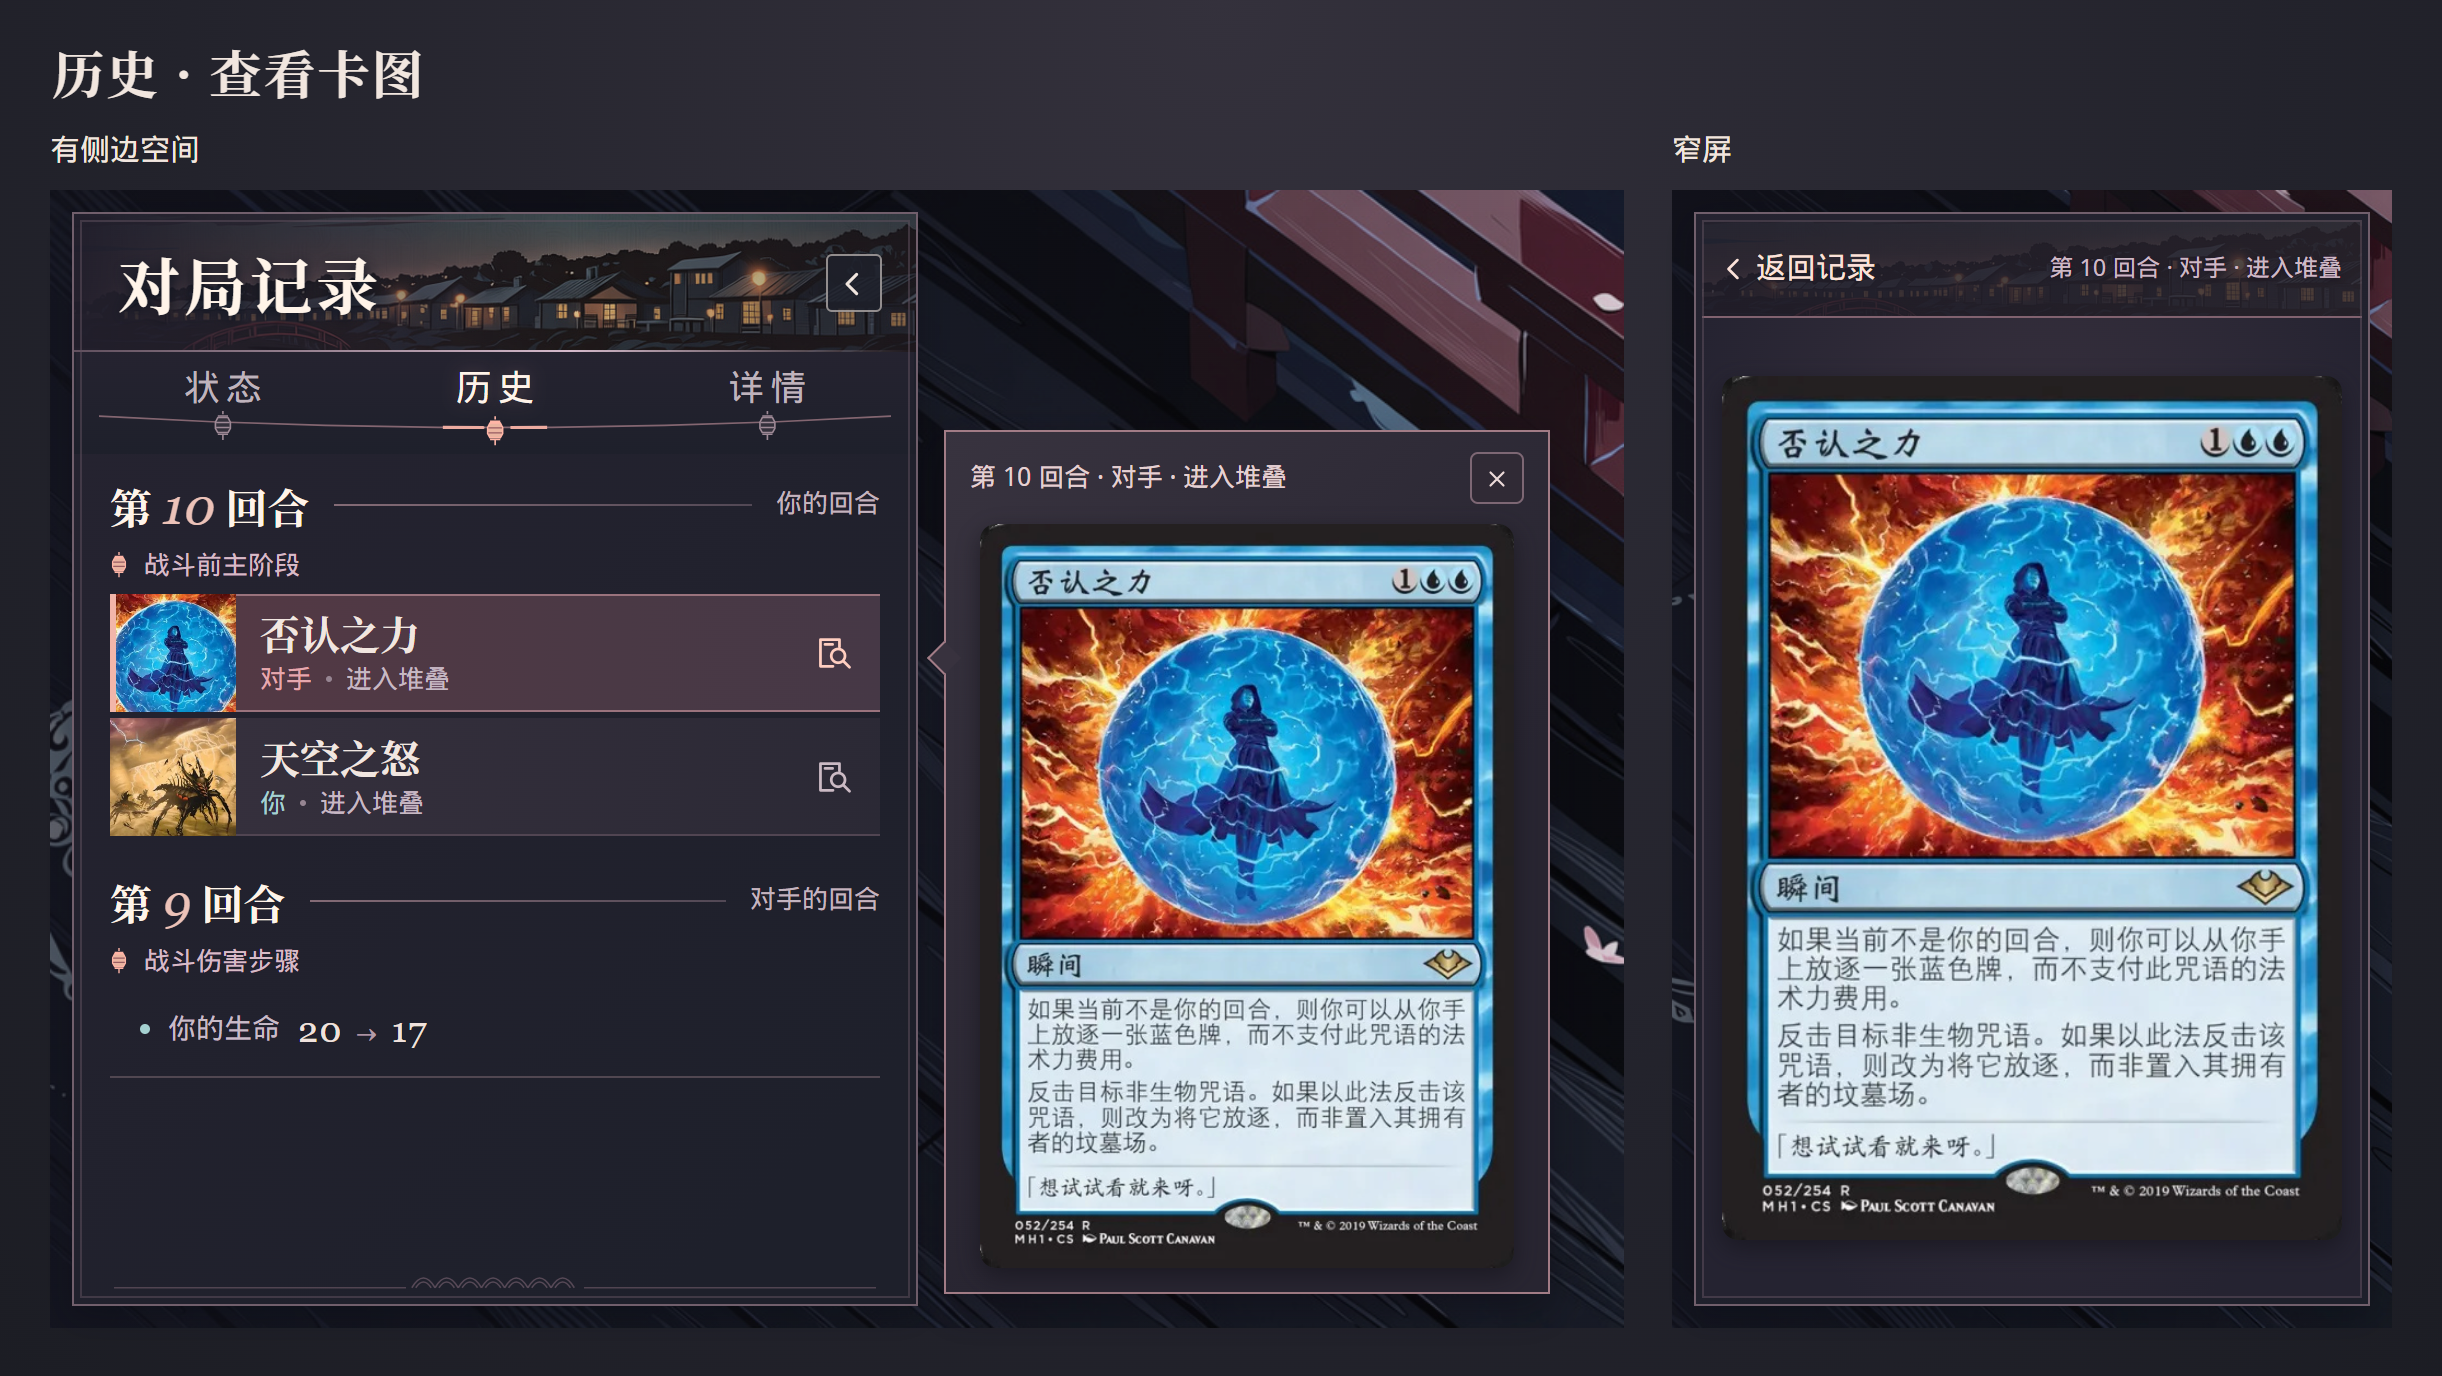 历史 · 查看卡图
有侧边空间
对局记录
状态
历史
详情
第 10 回合
你的回合
战斗前主阶段
否认之力
对手 · 进入堆叠
天空之怒
你 · 进入堆叠
第 9 回合
对手的回合
战斗伤害步骤
你的生命 20 → 17
第 10 回合 · 对手 · 进入堆叠
否认之力
1
瞬间
如果当前不是你的回合，则你可以从你手
上放逐一张蓝色牌，而不支付此咒语的法
术力费用。
反击目标非生物咒语。如果以此法反击该
咒语，则改为将它放逐，而非置入其拥有
者的坟墓场。
「想试试看就来呀。」
052/254 R
MH1 • CS PAUL SCOTT CANAVAN
™ & © 2019 Wizards of the Coast
窄屏
返回记录
第 10 回合 · 对手 · 进入堆叠
否认之力
1
瞬间
如果当前不是你的回合，则你可以从你手
上放逐一张蓝色牌，而不支付此咒语的法
术力费用。
反击目标非生物咒语。如果以此法反击该
咒语，则改为将它放逐，而非置入其拥有
者的坟墓场。
「想试试看就来呀。」
052/254 R
MH1 • CS PAUL SCOTT CANAVAN
™ & © 2019 Wizards of the Coast